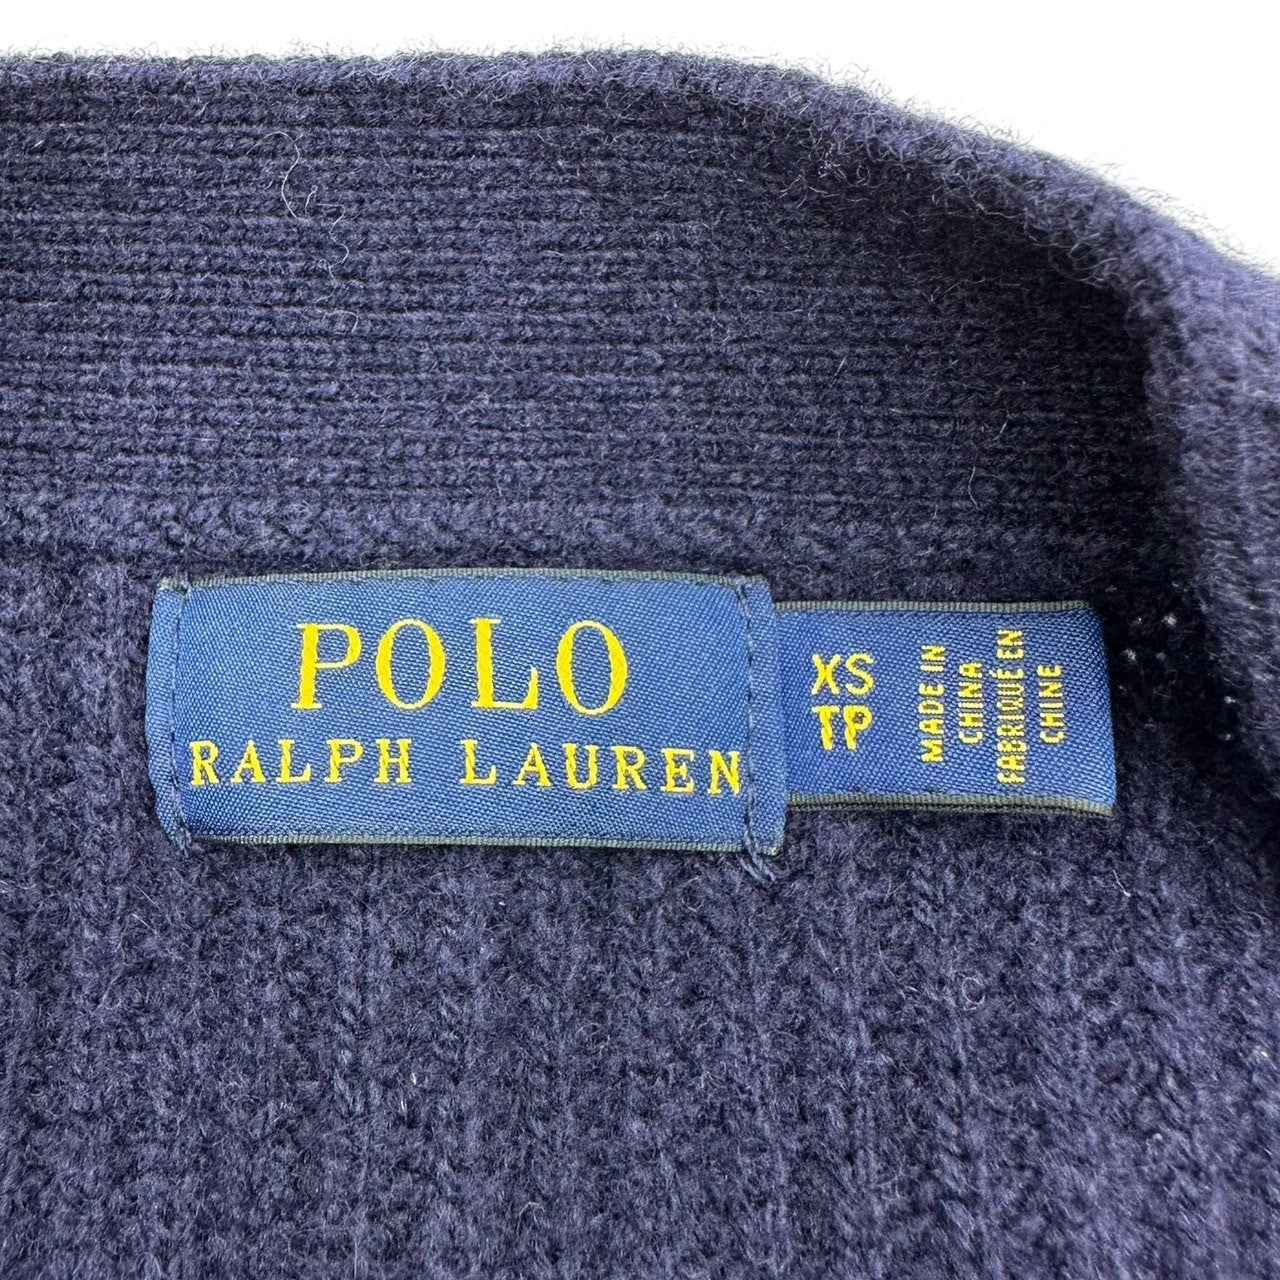 POLO
RALPH LAUREN
XS
TP
MADE IN
CHINA
FABRIQUÉ EN
CHINE